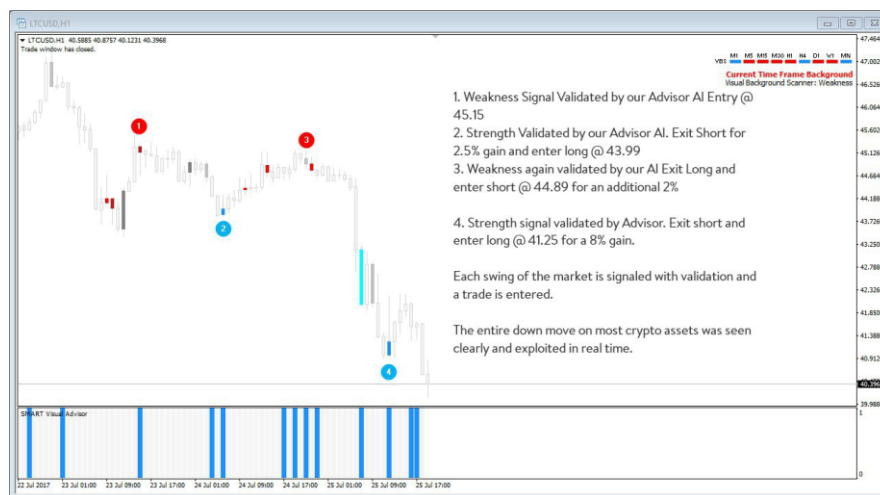 LTCUSD,H1
LTCUSD,H1 40.5885 40.8757 40.1231 40.3968
Trade window has closed.
M1 M5 M15 M30 H1 H4 D1 W1 MN
VBS
Current Time Frame Background
Visual Background Scanner: Weakness
1. Weakness Signal Validated by our Advisor AI Entry @
45.15
2. Strength Validated by our Advisor AI. Exit Short for
2.5% gain and enter long @ 43.99
3. Weakness again validated by our AI Exit Long and
enter short @ 44.89 for an additional 2%
4. Strength signal validated by Advisor. Exit short and
enter long @ 41.25 for a 8% gain.
Each swing of the market is signaled with validation and
a trade is entered.
The entire down move on most crypto assets was seen
clearly and exploited in real time.
1
3
2
4
47.464
47.002
46.526
46.064
45.602
45.126
44.664
44.188
43.726
43.250
42.788
42.326
41.850
41.388
40.912
40.396
39.988
SMART Visual Advisor
1
0
22 Jul 2017
23 Jul 01:00
23 Jul 09:00
23 Jul 17:00
24 Jul 01:00
24 Jul 09:00
24 Jul 17:00
25 Jul 01:00
25 Jul 09:00
25 Jul 17:00